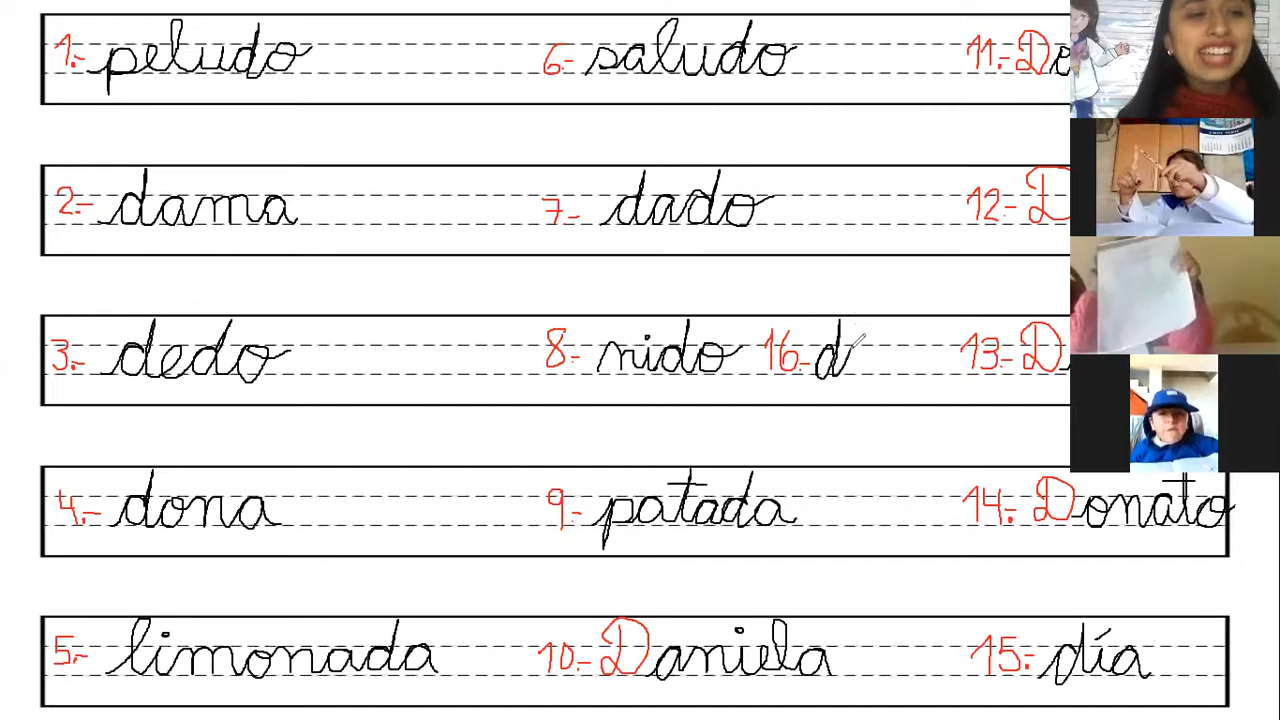 1.- peludo 6.- saludo 11.- D
2.- dama 7.- dado 12.- D
3.- dedo 8.- nido 16.- d 13.- D
4.- dona 9.- patada 14.- Donato
5.- limonada 10.- Daniela 15.- día